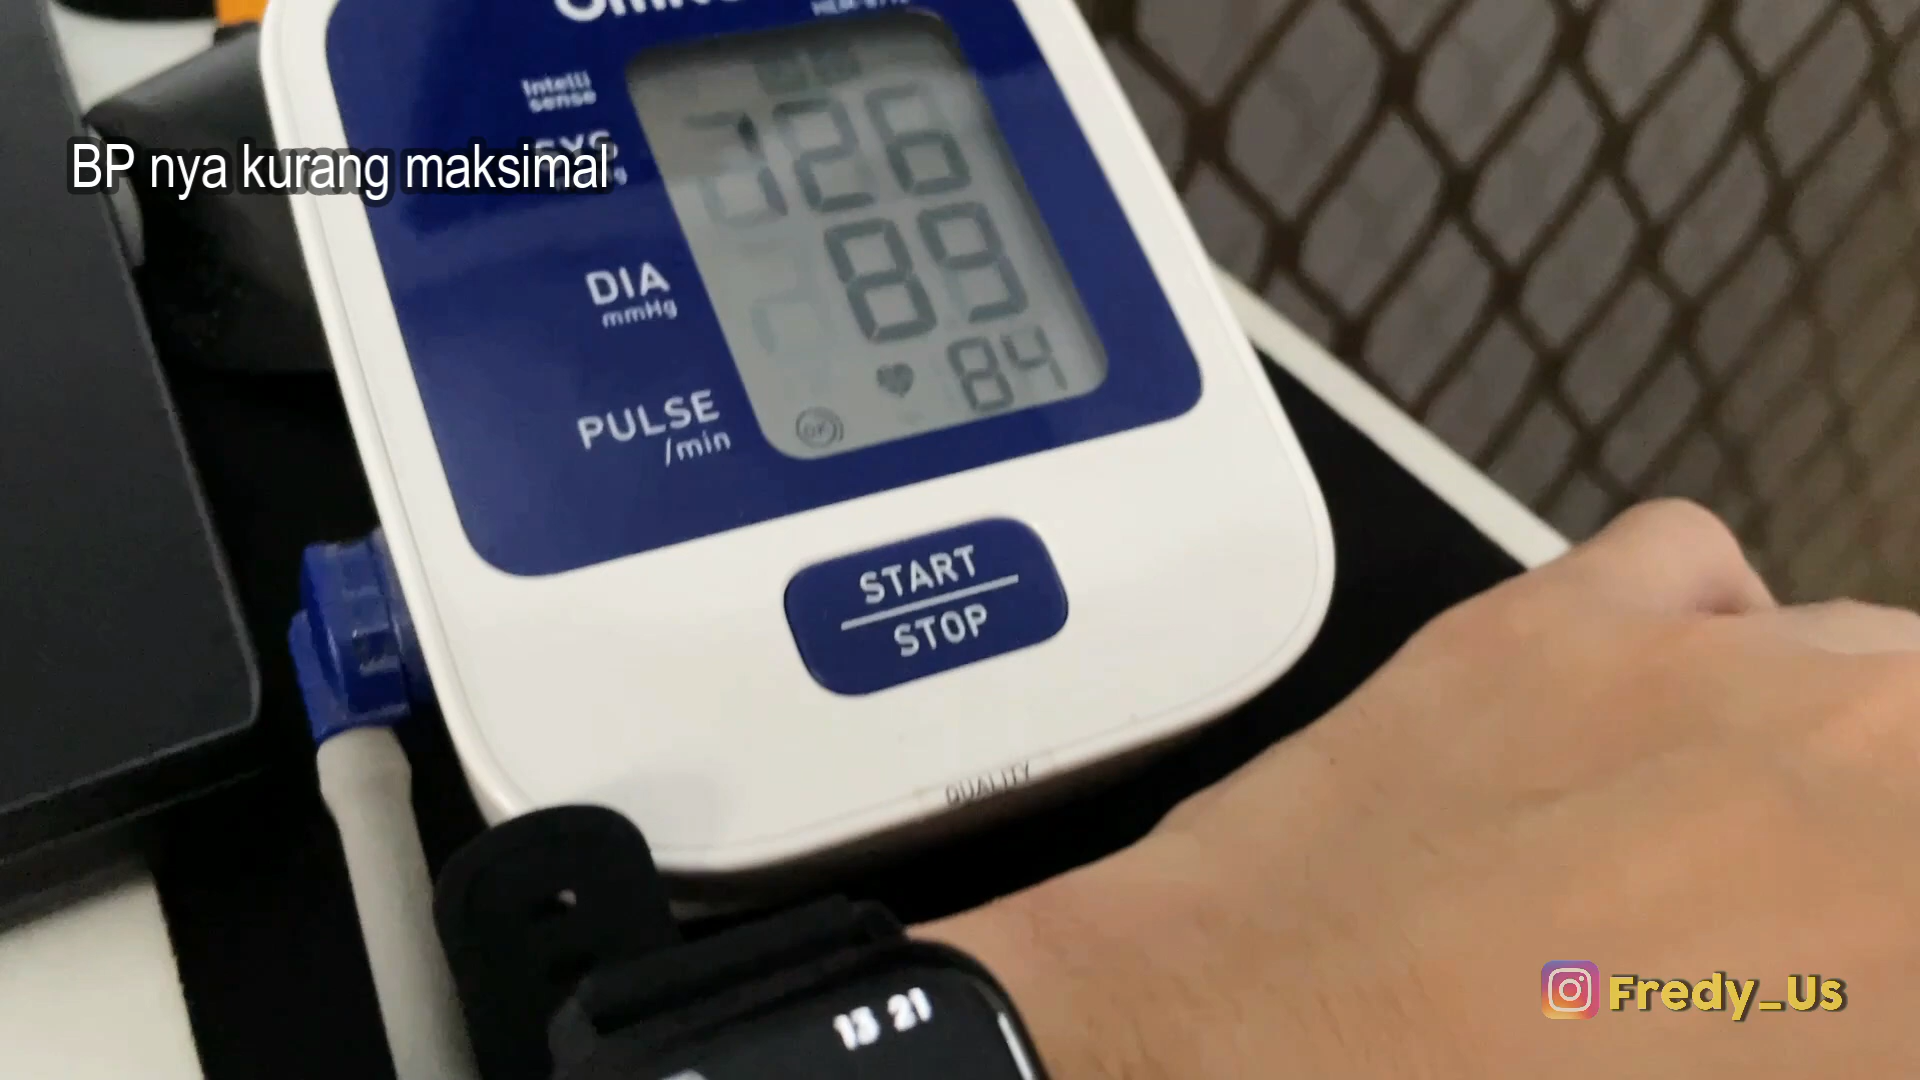 Intelli
sense
BP nya kurang maksimal
126
DIA
mmHg
89
PULSE
/min
84
OK
START
STOP
QUALITY
13 21
Fredy_Us